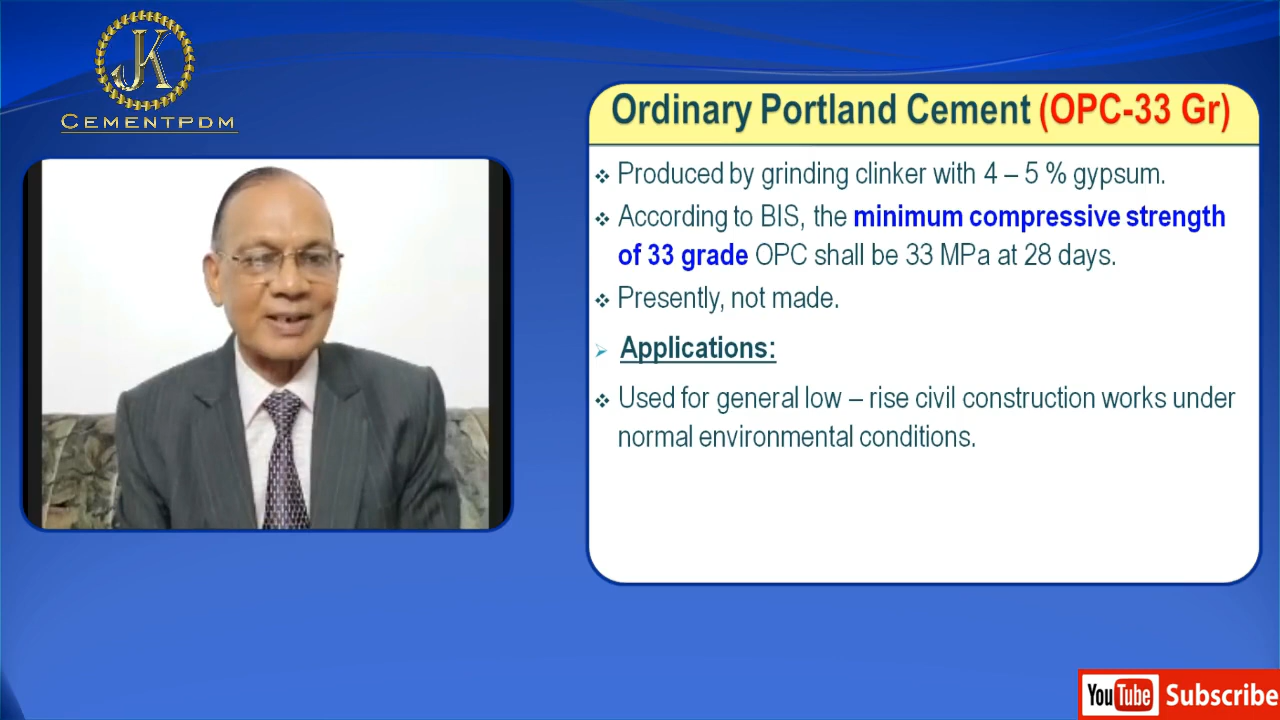 JK
CEMENTPDM
Ordinary Portland Cement (OPC-33 Gr)
Produced by grinding clinker with 4 – 5 % gypsum.
According to BIS, the minimum compressive strength
of 33 grade OPC shall be 33 MPa at 28 days.
Presently, not made.
Applications:
Used for general low – rise civil construction works under
normal environmental conditions.
YouTube Subscribe